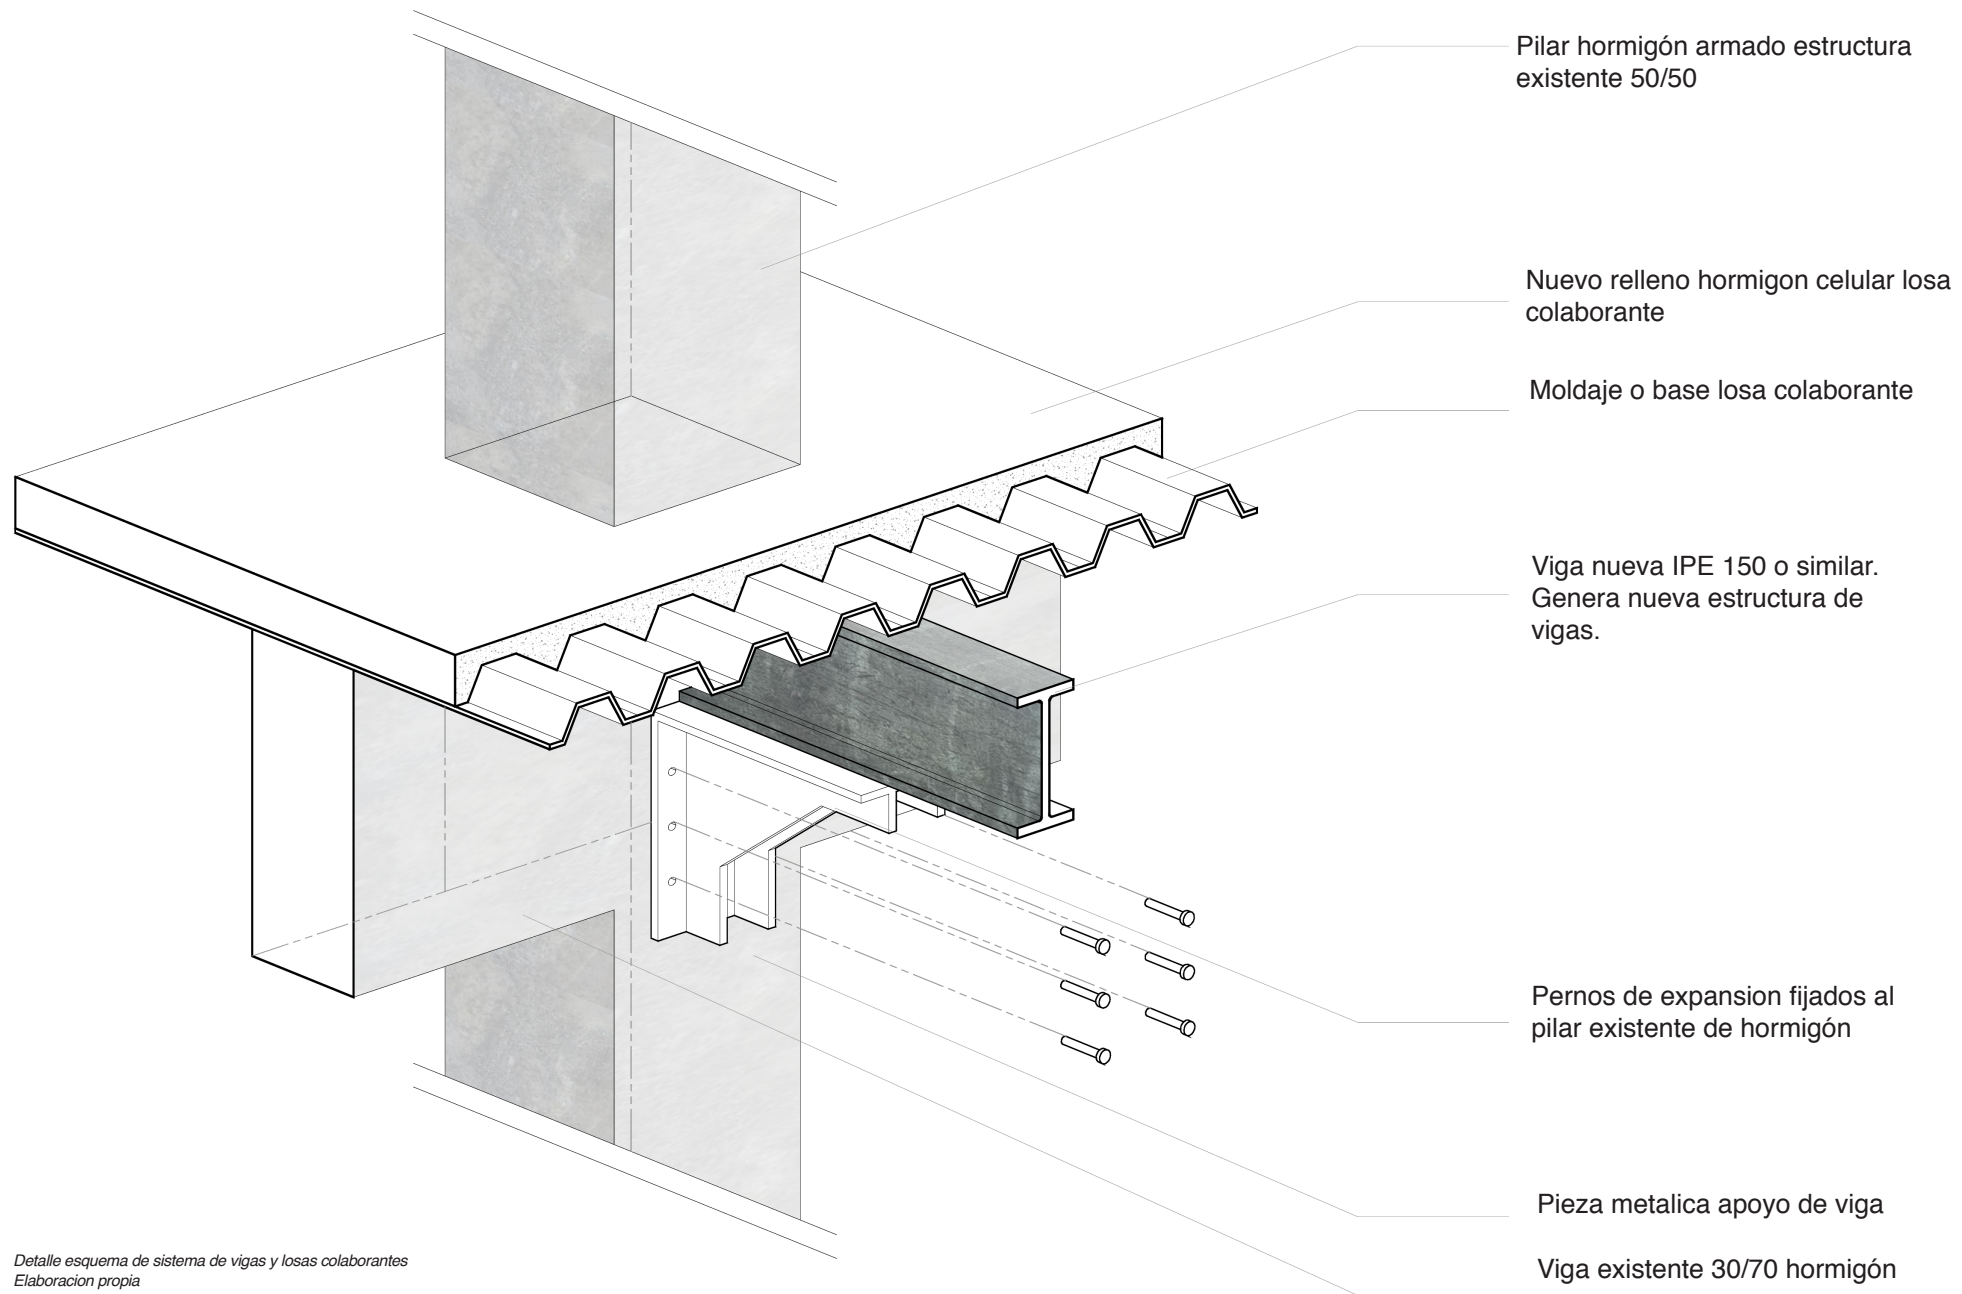 Pilar hormigón armado estructura
existente 50/50
Nuevo relleno hormigon celular losa
colaborante
Moldaje o base losa colaborante
Viga nueva IPE 150 o similar.
Genera nueva estructura de
vigas.
Pernos de expansion fijados al
pilar existente de hormigón
Pieza metalica apoyo de viga
Viga existente 30/70 hormigón
Detalle esquema de sistema de vigas y losas colaborantes
Elaboracion propia